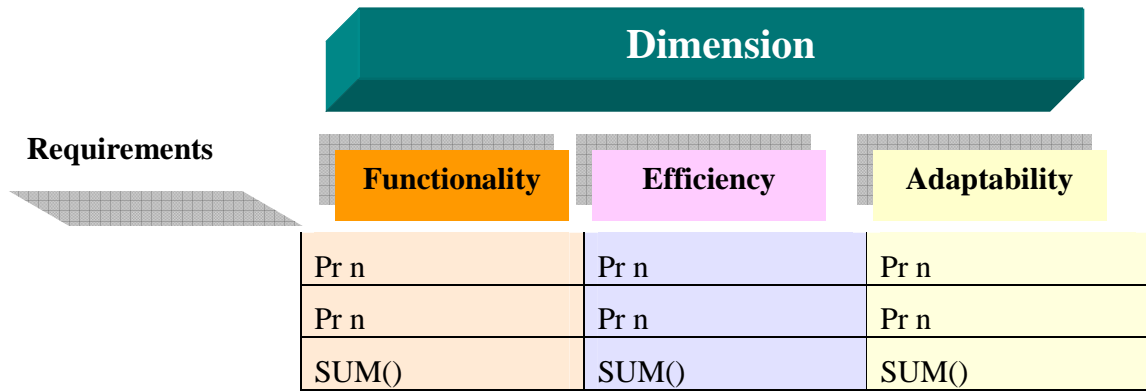 Dimension
Requirements
Functionality Efficiency Adaptability
Pr n Pr n Pr n
Pr n Pr n Pr n
SUM() SUM() SUM()